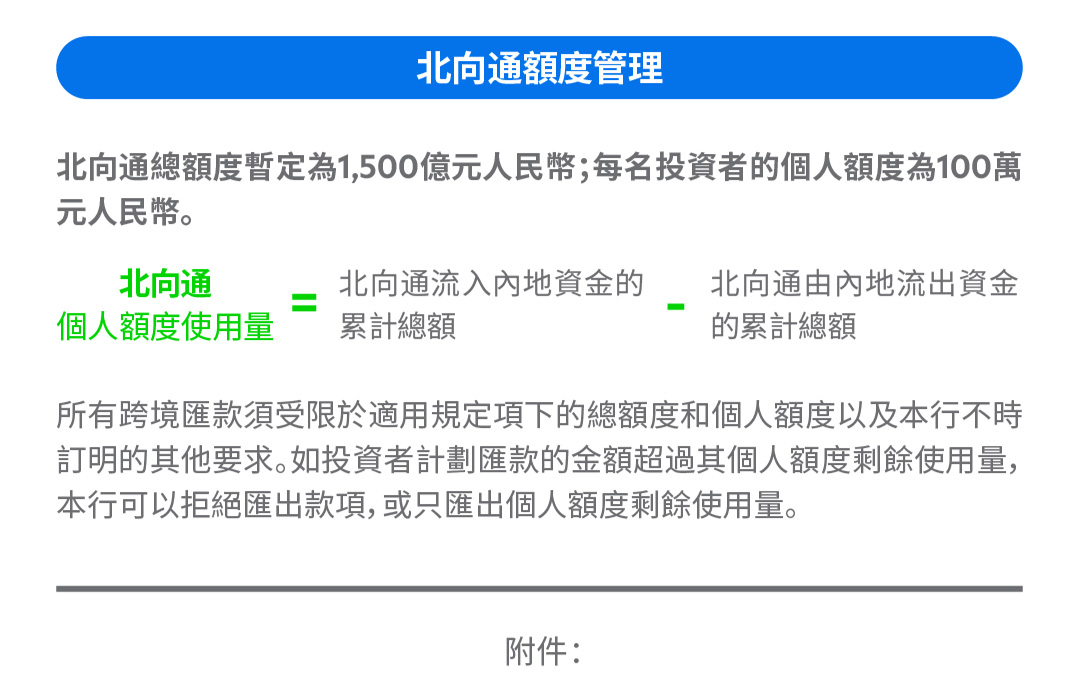 北向通額度管理
北向通總額度暫定為1,500億元人民幣；每名投資者的個人額度為100萬
元人民幣。
北向通
個人額度使用量
=
北向通流入內地資金的
累計總額
-
北向通由內地流出資金
的累計總額
所有跨境匯款須受限於適用規定項下的總額度和個人額度以及本行不時
訂明的其他要求。如投資者計劃匯款的金額超過其個人額度剩餘使用量，
本行可以拒絕匯出款項，或只匯出個人額度剩餘使用量。
附件：